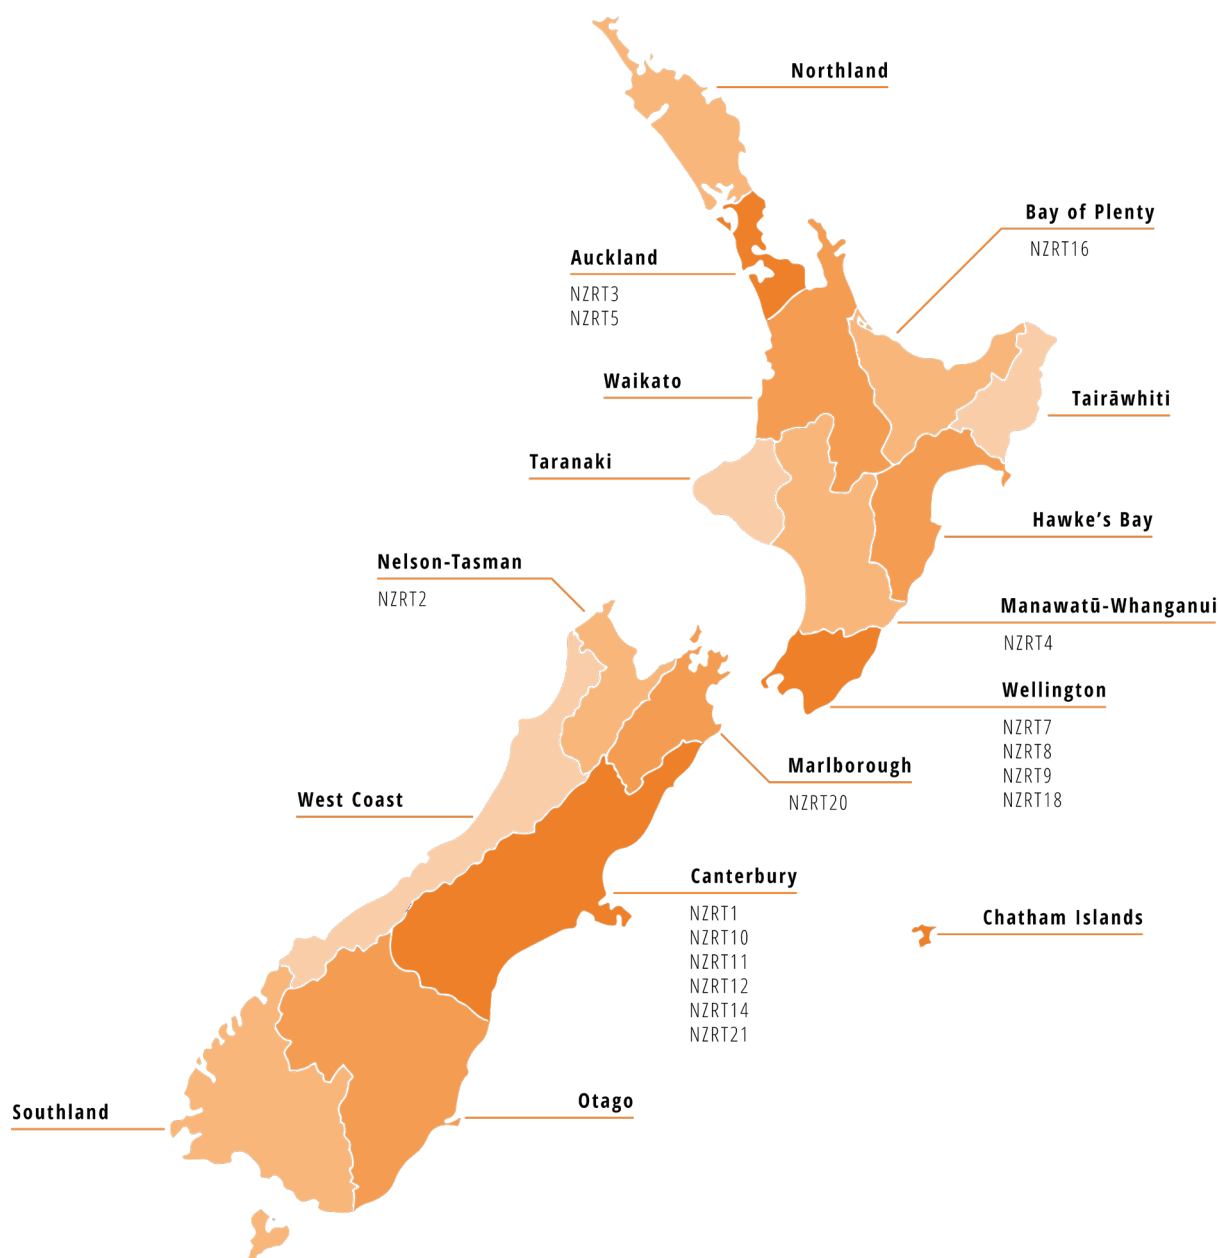 Northland
Bay of Plenty
NZRT16
Auckland
NZRT3
NZRT5
Waikato
Tairāwhiti
Taranaki
Hawke’s Bay
Nelson-Tasman
NZRT2
Manawatū-Whanganui
NZRT4
Wellington
NZRT7
NZRT8
NZRT9
NZRT18
Marlborough
NZRT20
West Coast
Canterbury
NZRT1
NZRT10
NZRT11
NZRT12
NZRT14
NZRT21
Chatham Islands
Otago
Southland